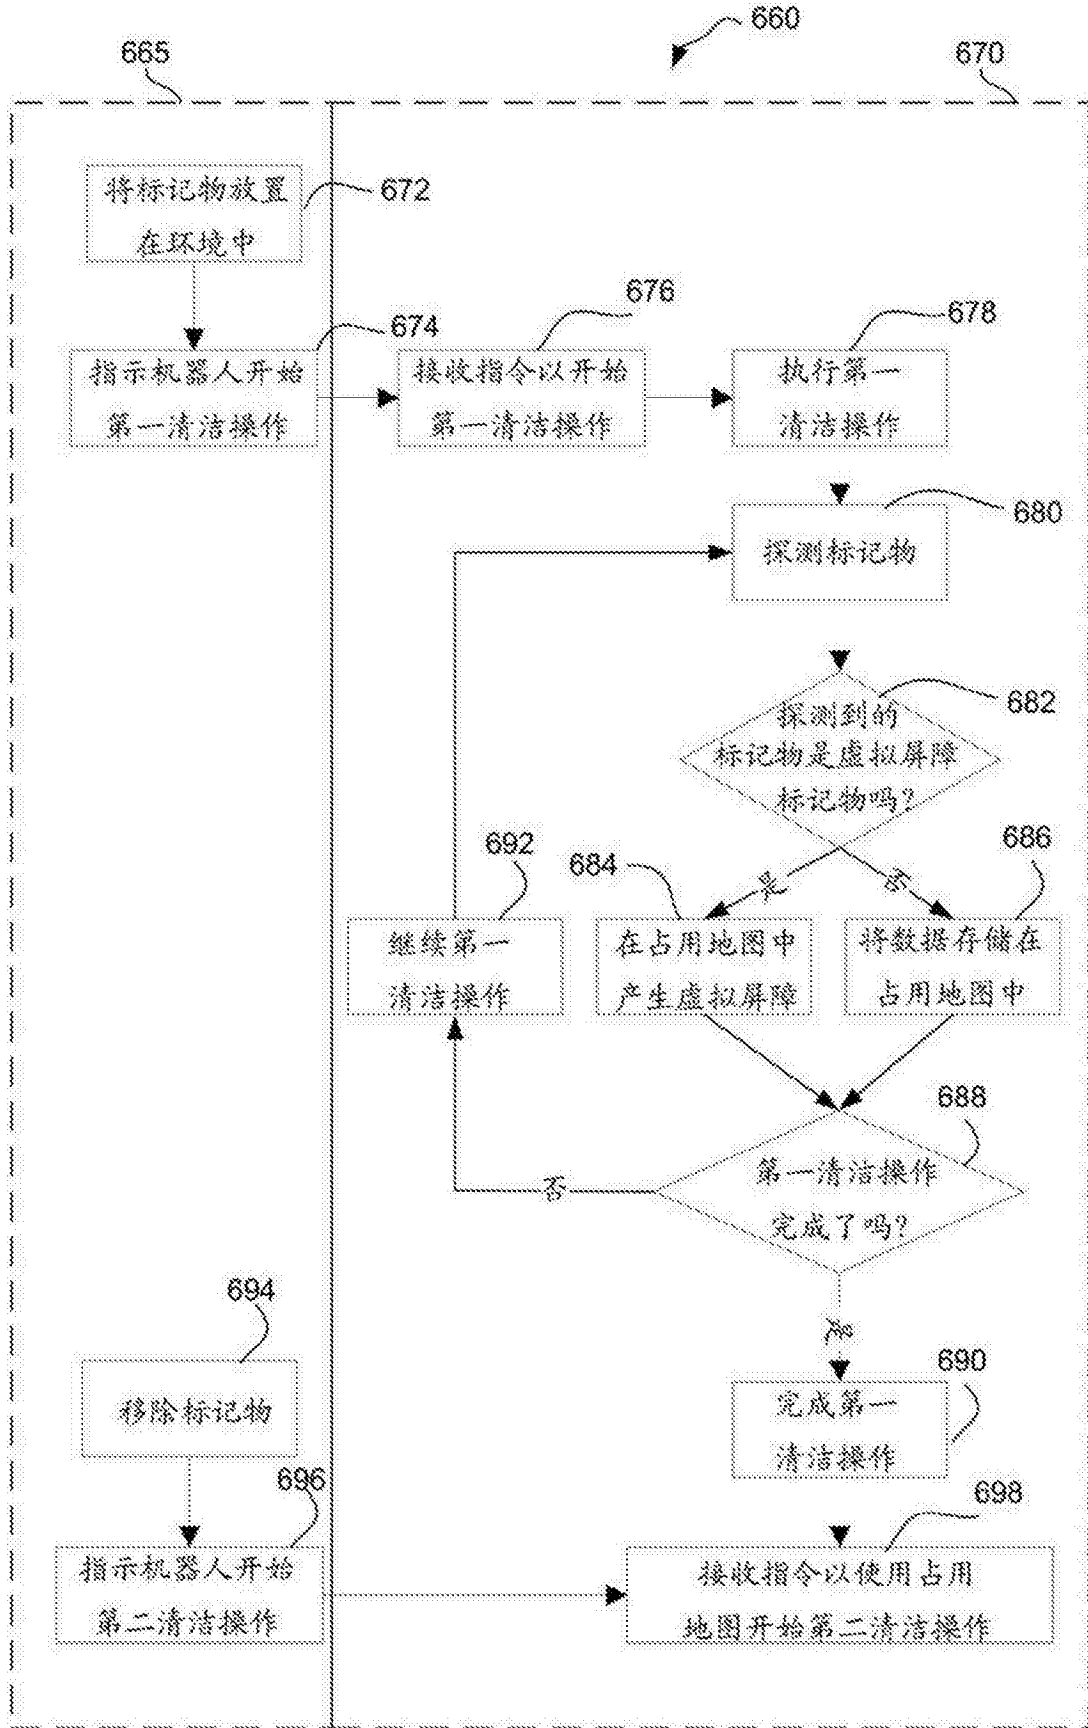 660
665
670
将标记物放置
在环境中
672
674
676
678
指示机器人开始
第一清洁操作
接收指令以开始
第一清洁操作
执行第一
清洁操作
680
探测标记物
682
探测到的
标记物是虚拟屏障
标记物吗？
692
684
686
是
否
继续第一
清洁操作
在占用地图中
产生虚拟屏障
将数据存储在
占用地图中
688
第一清洁操作
完成了吗？
否
是
694
移除标记物
690
完成第一
清洁操作
696
698
指示机器人开始
第二清洁操作
接收指令以使用占用
地图开始第二清洁操作